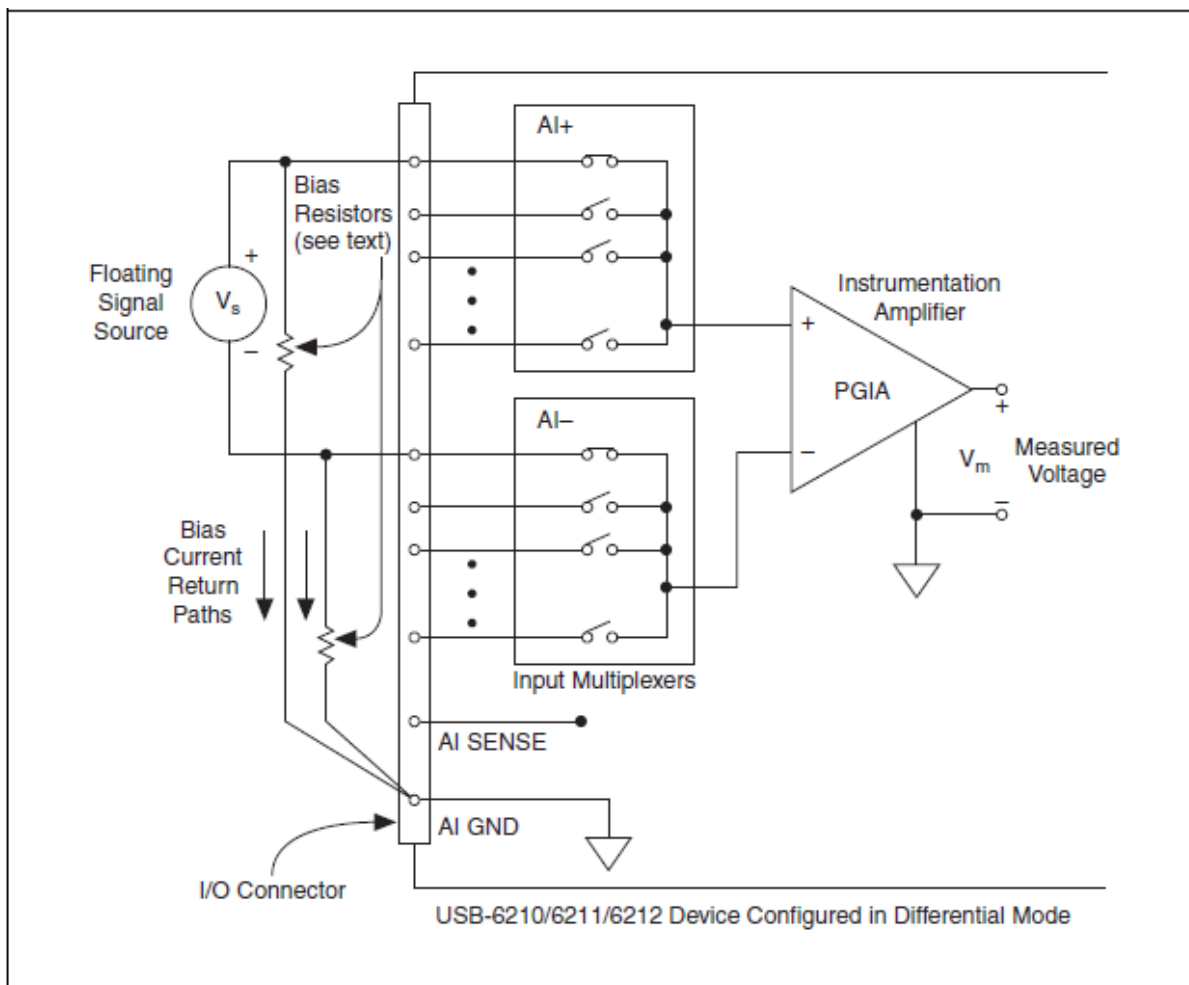 AI+
Bias
Resistors
(see text)
+
Floating
Signal
Source
Vs
–
Instrumentation
Amplifier
+
PGIA
–
+
Vm
Measured
Voltage
–
AI–
Bias
Current
Return
Paths
Input Multiplexers
AI SENSE
AI GND
I/O Connector
USB-6210/6211/6212 Device Configured in Differential Mode